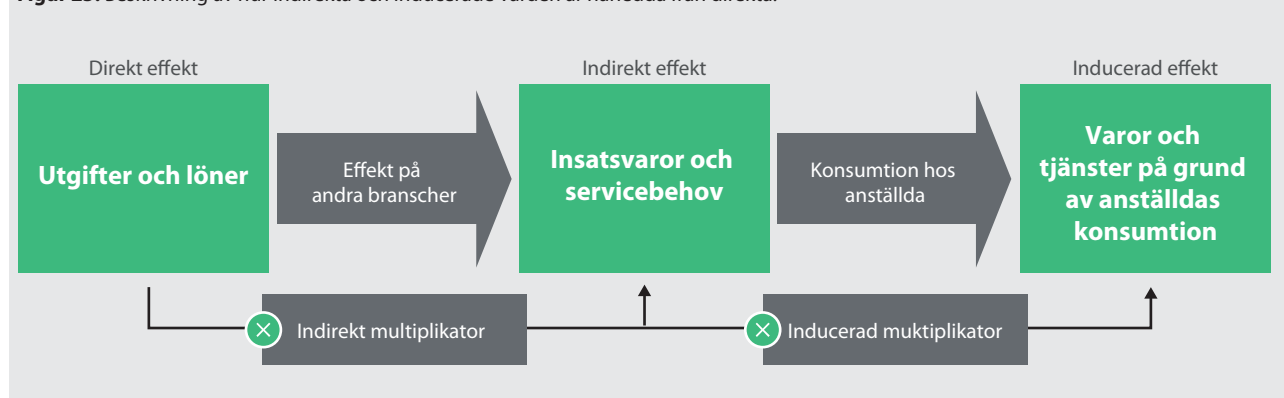 Direkt effekt
Indirekt effekt
Inducerad effekt
Utgifter och löner
Effekt på
andra branscher
Insatsvaror och
servicebehov
Konsumtion hos
anställda
Varor och
tjänster på grund
av anställdas
konsumtion
Indirekt multiplikator
Inducerad muktiplikator